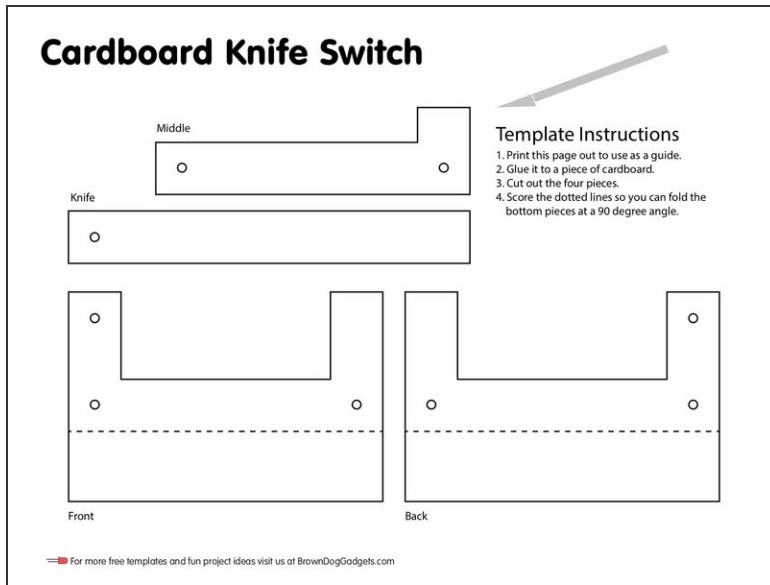 Cardboard Knife Switch
Middle
Template Instructions
1. Print this page out to use as a guide.
2. Glue it to a piece of cardboard.
3. Cut out the four pieces.
4. Score the dotted lines so you can fold the
bottom pieces at a 90 degree angle.
Knife
Front
Back
For more free templates and fun project ideas visit us at BrownDogGadgets.com